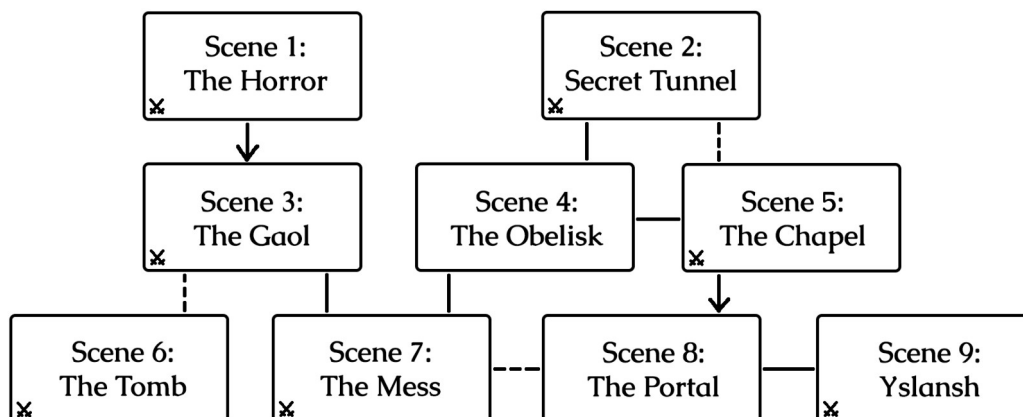 Scene 1:
The Horror
Scene 2:
Secret Tunnel
Scene 3:
The Gaol
Scene 4:
The Obelisk
Scene 5:
The Chapel
Scene 6:
The Tomb
Scene 7:
The Mess
Scene 8:
The Portal
Scene 9:
Yslansh